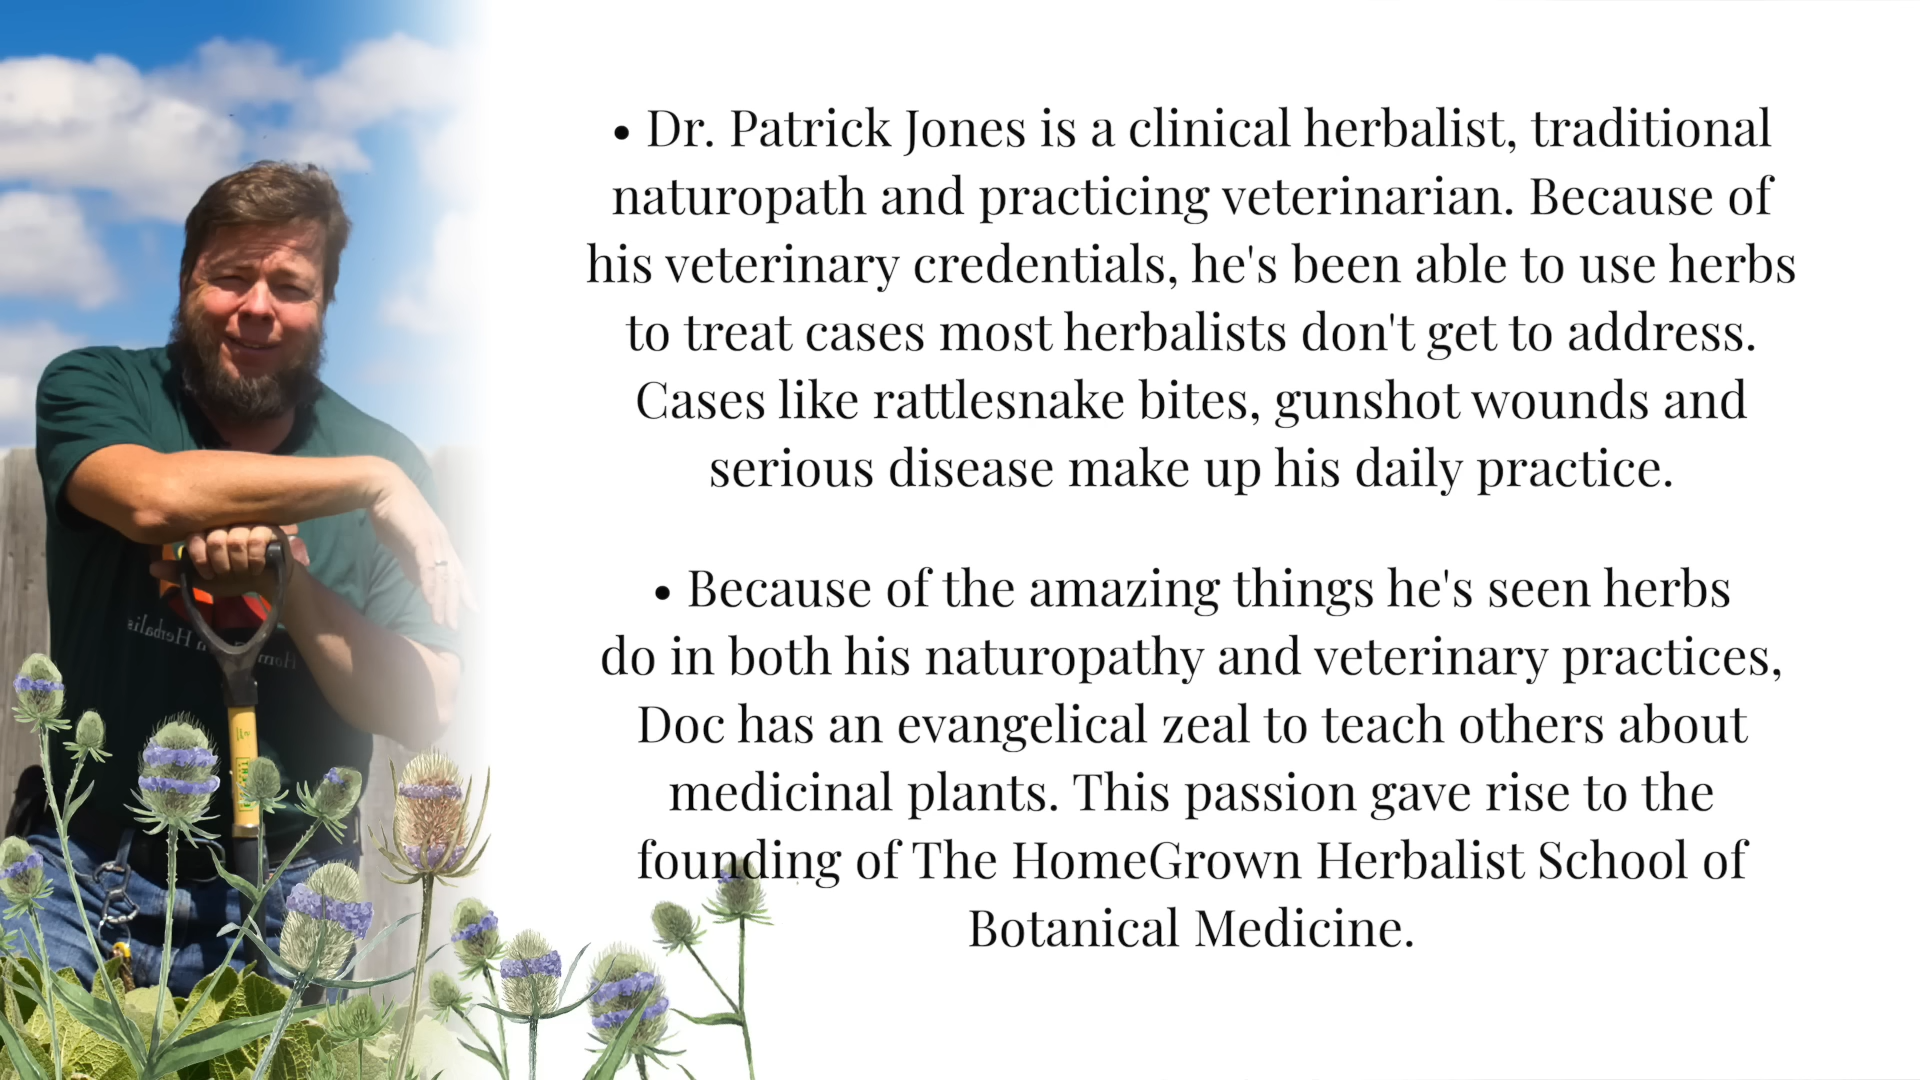 • Dr. Patrick Jones is a clinical herbalist, traditional
naturopath and practicing veterinarian. Because of
his veterinary credentials, he's been able to use herbs
to treat cases most herbalists don't get to address.
Cases like rattlesnake bites, gunshot wounds and
serious disease make up his daily practice.
• Because of the amazing things he's seen herbs
do in both his naturopathy and veterinary practices,
Doc has an evangelical zeal to teach others about
medicinal plants. This passion gave rise to the
founding of The HomeGrown Herbalist School of
Botanical Medicine.